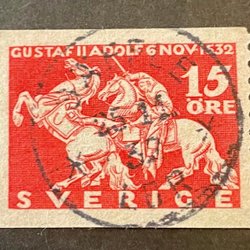 GUSTAF II ADOLF 6 NOV 1632
15
ÖRE
SVERIGE